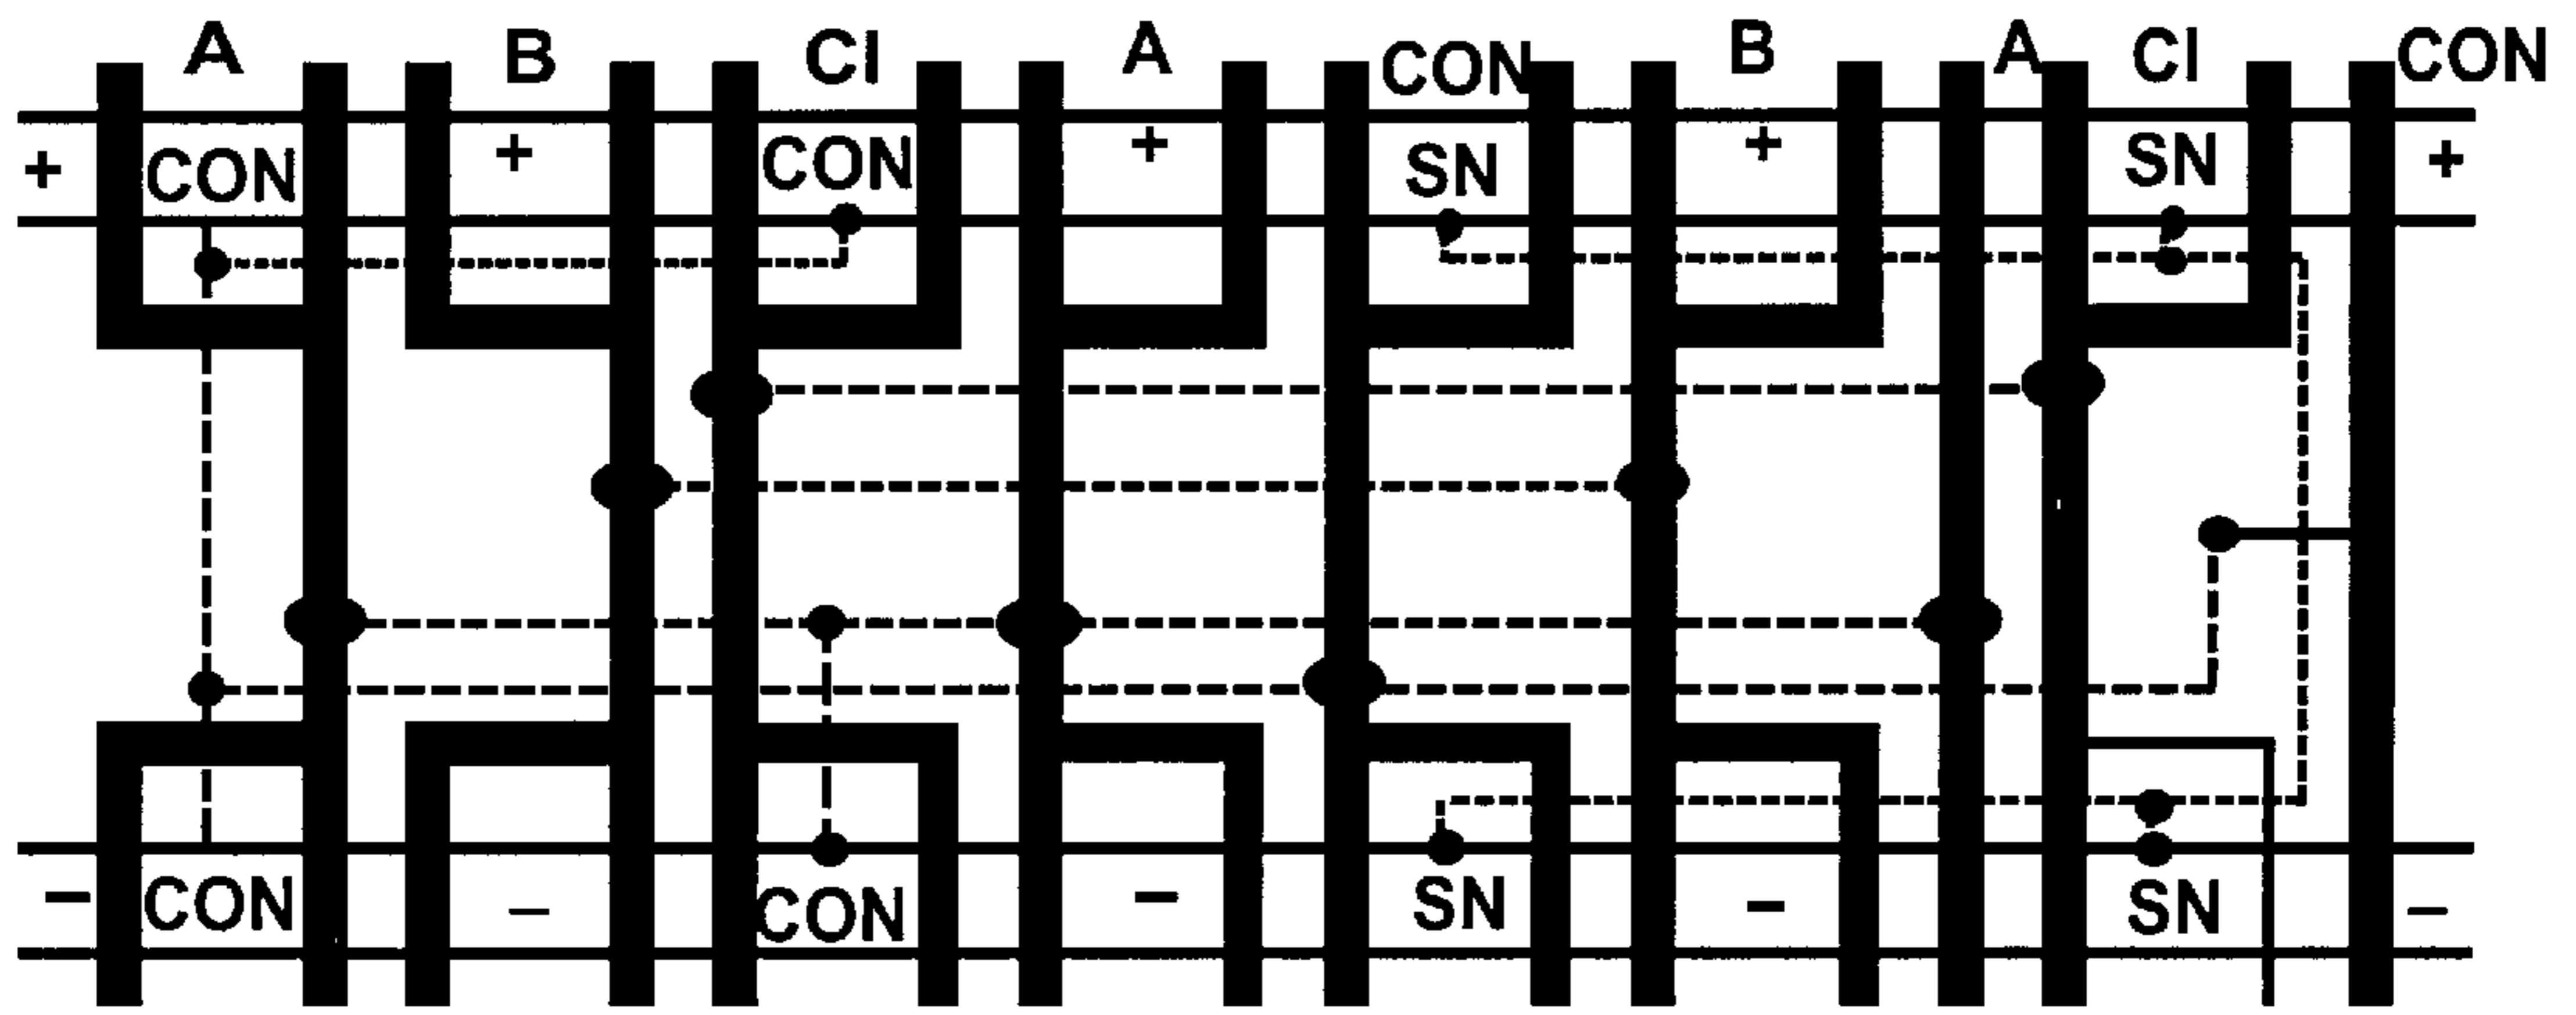 A B CI A CON B A CI CON
+ CON + CON + SN + SN +
− CON − CON − SN − SN −